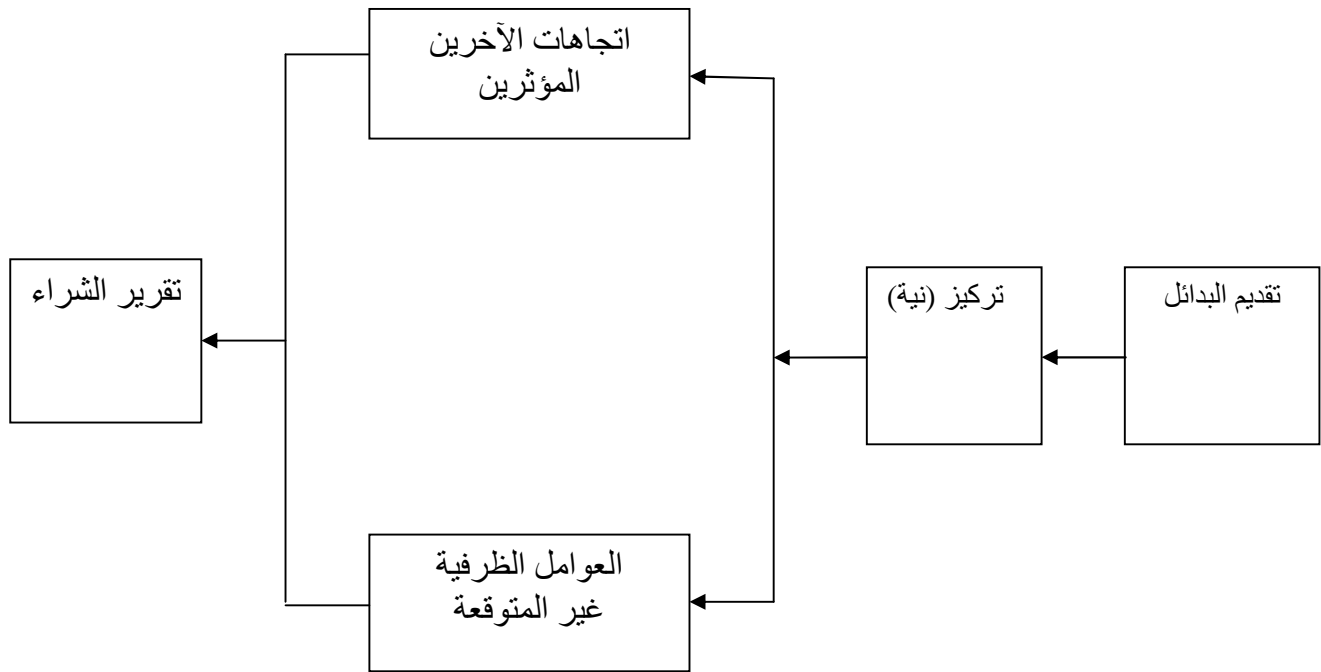 اتجاهات الآخرين
المؤثرين
تقديم البدائل
تركيز (نية)
تقرير الشراء
العوامل الظرفية
غير المتوقعة